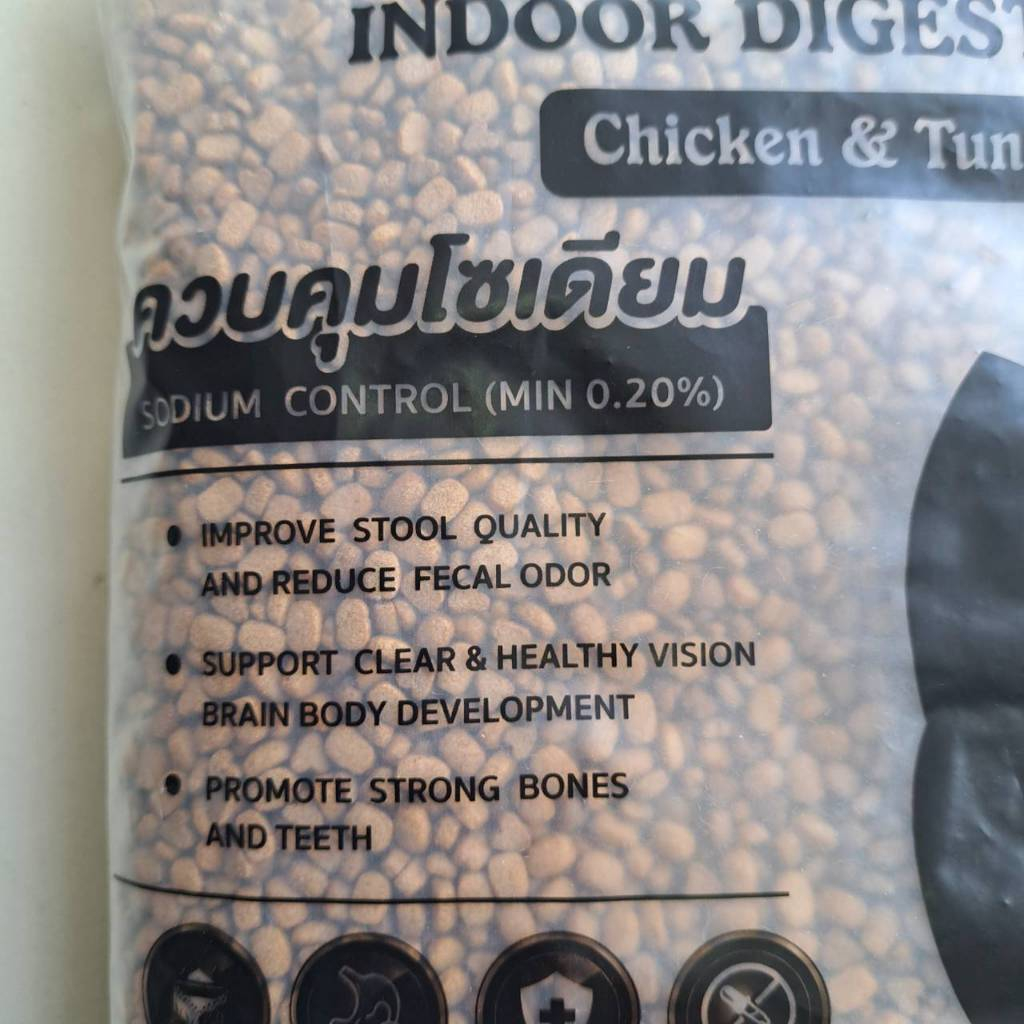 INDOOR DIGEST
Chicken & Tun
ควบคุมโซเดียม
SODIUM CONTROL (MIN 0.20%)
• IMPROVE STOOL QUALITY
AND REDUCE FECAL ODOR
• SUPPORT CLEAR & HEALTHY VISION
BRAIN BODY DEVELOPMENT
• PROMOTE STRONG BONES
AND TEETH